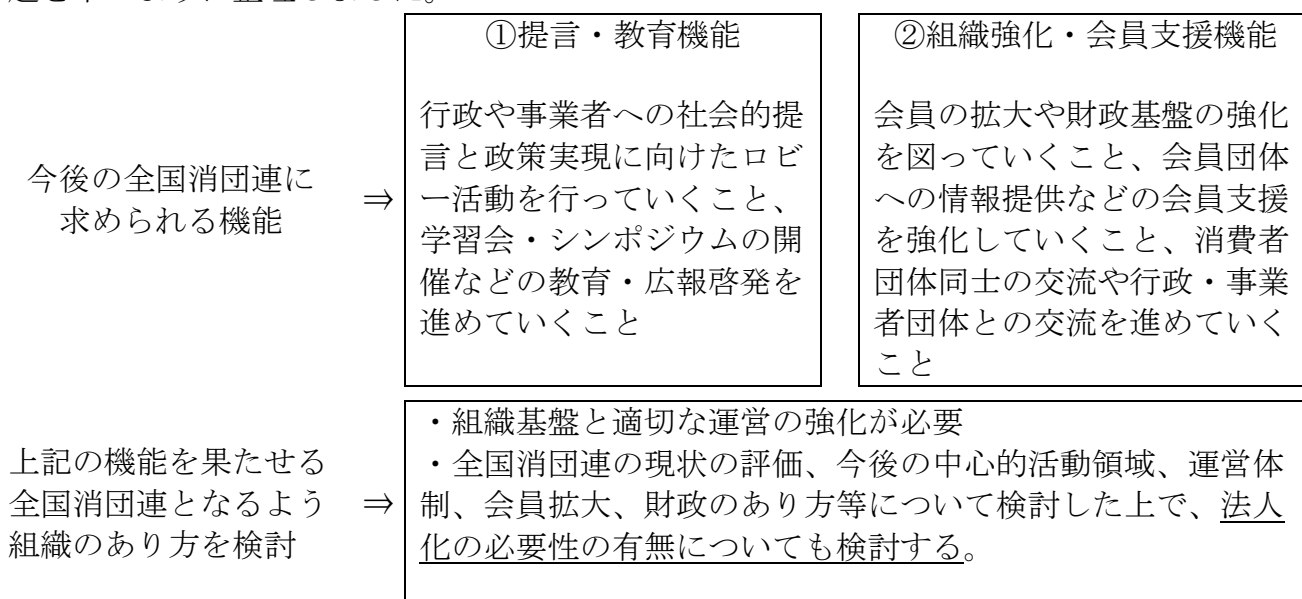 ①提言・教育機能
行政や事業者への社会的提
言と政策実現に向けたロビ
ー活動を行っていくこと、
学習会・シンポジウムの開
催などの教育・広報啓発を
進めていくこと
②組織強化・会員支援機能
会員の拡大や財政基盤の強化
を図っていくこと、会員団体
への情報提供などの会員支援
を強化していくこと、消費者
団体同士の交流や行政・事業
者団体との交流を進めていく
こと
今後の全国消団連に
求められる機能
⇒
上記の機能を果たせる
全国消団連となるよう
組織のあり方を検討
⇒
・組織基盤と適切な運営の強化が必要
・全国消団連の現状の評価、今後の中心的活動領域、運営体
制、会員拡大、財政のあり方等について検討した上で、法人
化の必要性の有無についても検討する。